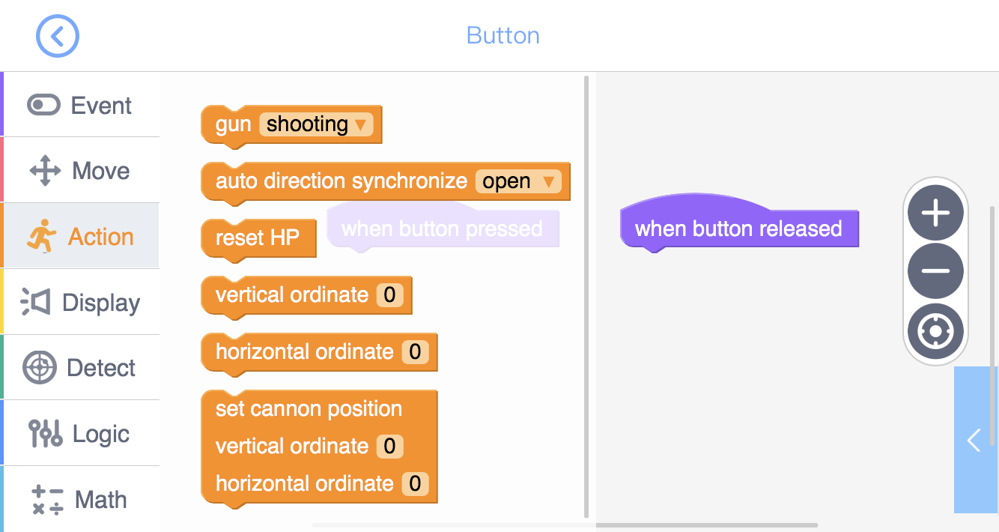 Button
Event
Move
Action
Display
Detect
Logic
Math
gun shooting
auto direction synchronize open
reset HP
when button pressed
vertical ordinate 0
horizontal ordinate 0
set cannon position
vertical ordinate 0
horizontal ordinate 0
when button released